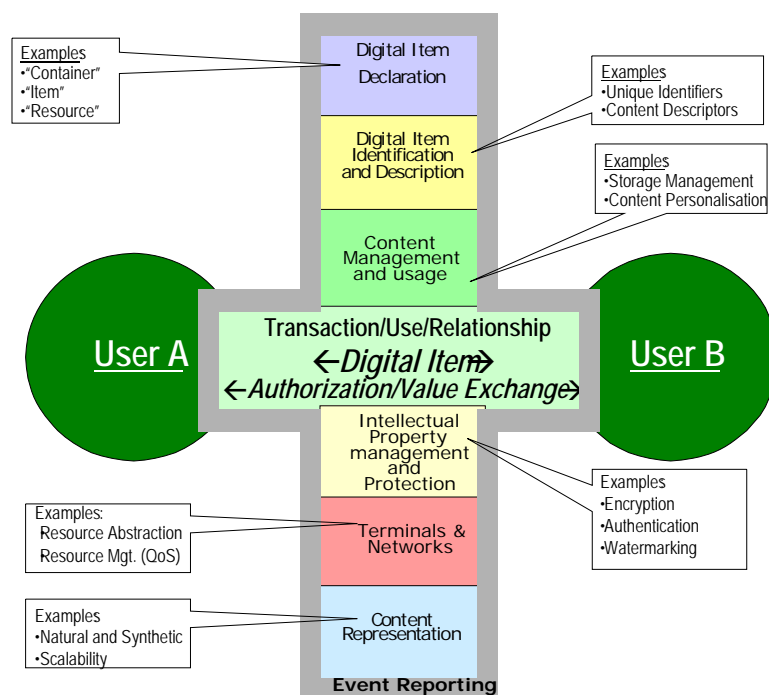 Examples
•"Container"
•"Item"
•"Resource"
Digital Item
Declaration
Examples
•Unique Identifiers
•Content Descriptors
Digital Item
Identification
and Description
Examples
•Storage Management
•Content Personalisation
Content
Management
and usage
User A
Transaction/Use/Relationship
←Digital Item→
←Authorization/Value Exchange→
User B
Intellectual
Property
management
and
Protection
Examples
•Encryption
•Authentication
•Watermarking
Examples:
•Resource Abstraction
•Resource Mgt. (QoS)
Terminals &
Networks
Examples
•Natural and Synthetic
•Scalability
Content
Representation
Event Reporting